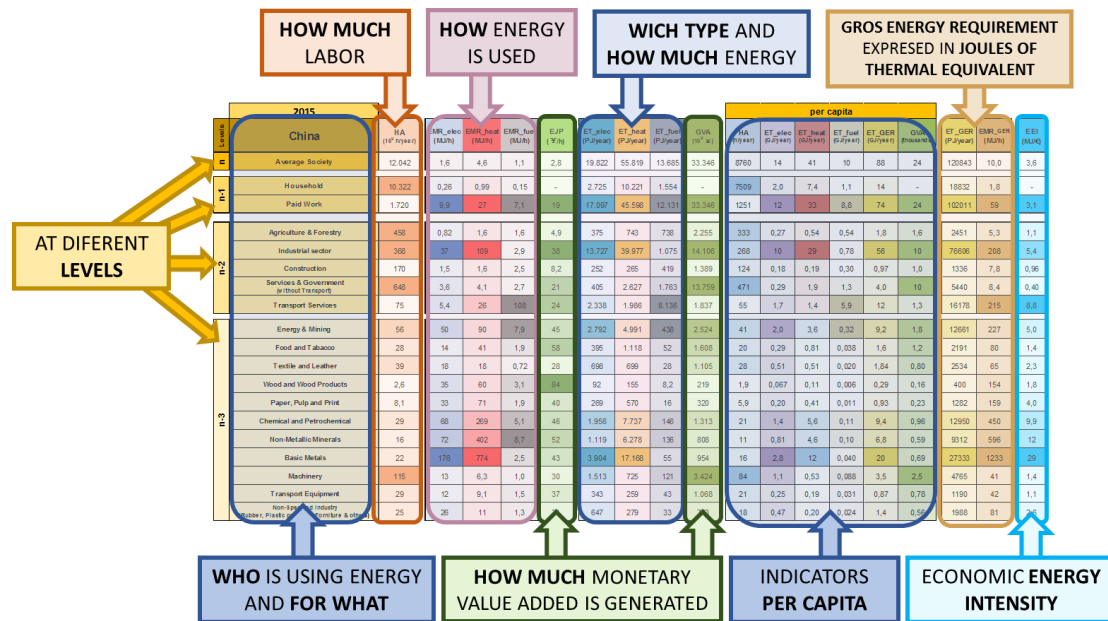 HOW MUCH
LABOR
HOW ENERGY
IS USED
WICH TYPE AND
HOW MUCH ENERGY
GROS ENERGY REQUIREMENT
EXPRESED IN JOULES OF
THERMAL EQUIVALENT
2015 per capita
Levels China HA EMR_elec EMR_heat EMR_fuel EJP ET_elec ET_heat ET_fuel GVA HA ET_elec ET_heat ET_fuel ET_GER GVA ET_GER EMR_GER EEI
(MJ/h) (MJ/h) (MJ/h) (PJ/year) (PJ/year) (PJ/year) (h/year) (GJ/year) (GJ/year) (GJ/year) (GJ/year) (PJ/year) (MJ/h)
n Average Society 12.042 1,6 4,6 1,1 2,8 19.822 55.819 13.685 33.346 8760 14 41 10 88 24 120843 10,0 3,6
n-1 Household 10.322 0,26 0,99 0,15 - 2.725 10.221 1.554 - 7509 2,0 7,4 1,1 14 - 18832 1,8
Paid Work 1.720 9,9 27 7,1 19 17.097 45.598 12.131 33.346 1251 12 33 8,8 74 24 102011 59 3,1
AT DIFERENT
LEVELS
n-2 Agriculture & Forestry 458 0,82 1,6 1,6 4,9 375 743 738 2.255 333 0,27 0,54 0,54 1,8 1,6 2451 5,3 1,1
Industrial sector 368 37 109 2,9 38 13.727 39.977 1.075 14.106 268 10 29 0,78 56 10 76606 208 5,4
Construction 170 1,5 1,6 2,5 8,2 252 265 419 1.389 124 0,18 0,19 0,30 0,97 1,0 1336 7,8 0,96
Services & Government
(without Transport) 648 3,6 4,1 2,7 21 405 2.627 1.763 13.759 471 0,29 1,9 1,3 4,0 10 5440 8,4 0,40
Transport Services 75 5,4 26 108 24 2.338 1.986 8.136 1.837 55 1,7 1,4 5,9 12 1,3 16178 215 8,8
n-3 Energy & Mining 56 50 90 7,9 45 2.792 4.991 438 2.524 41 2,0 3,6 0,32 9,2 1,8 12661 227 5,0
Food and Tabacco 28 14 41 1,9 58 395 1.118 52 1.608 20 0,29 0,81 0,038 1,6 1,2 2191 80 1,4
Textile and Leather 39 18 18 0,72 28 698 699 28 1.105 28 0,51 0,51 0,020 1,84 0,80 2534 65 2,3
Wood and Wood Products 2,6 35 60 3,1 84 92 155 8,2 219 1,9 0,067 0,11 0,006 0,29 0,16 400 154 1,8
Paper, Pulp and Print 8,1 33 71 1,9 40 269 570 16 320 5,9 0,20 0,41 0,011 0,93 0,23 1282 159 4,0
Chemical and Petrochemical 29 68 269 5,1 46 1.956 7.737 146 1.313 21 1,4 5,6 0,11 9,4 0,96 12950 450 9,9
Non-Metallic Minerals 16 72 402 8,7 52 1.119 6.278 136 808 11 0,81 4,6 0,10 6,8 0,59 9312 596 12
Basic Metals 22 176 774 2,5 43 3.904 17.168 55 954 16 2,8 12 0,040 20 0,69 27333 1233 29
Machinery 115 13 6,3 1,0 30 1.513 725 121 3.424 84 1,1 0,53 0,088 3,5 2,5 4765 41 1,4
Transport Equipment 29 12 9,1 1,5 37 343 259 43 1.068 21 0,25 0,19 0,031 0,87 0,78 1190 42 1,1
25 26 11 1,3 647 279 33 18 0,47 0,20 0,024 1,4 0,56 1988 81
WHO IS USING ENERGY
AND FOR WHAT
HOW MUCH MONETARY
VALUE ADDED IS GENERATED
INDICATORS
PER CAPITA
ECONOMIC ENERGY
INTENSITY